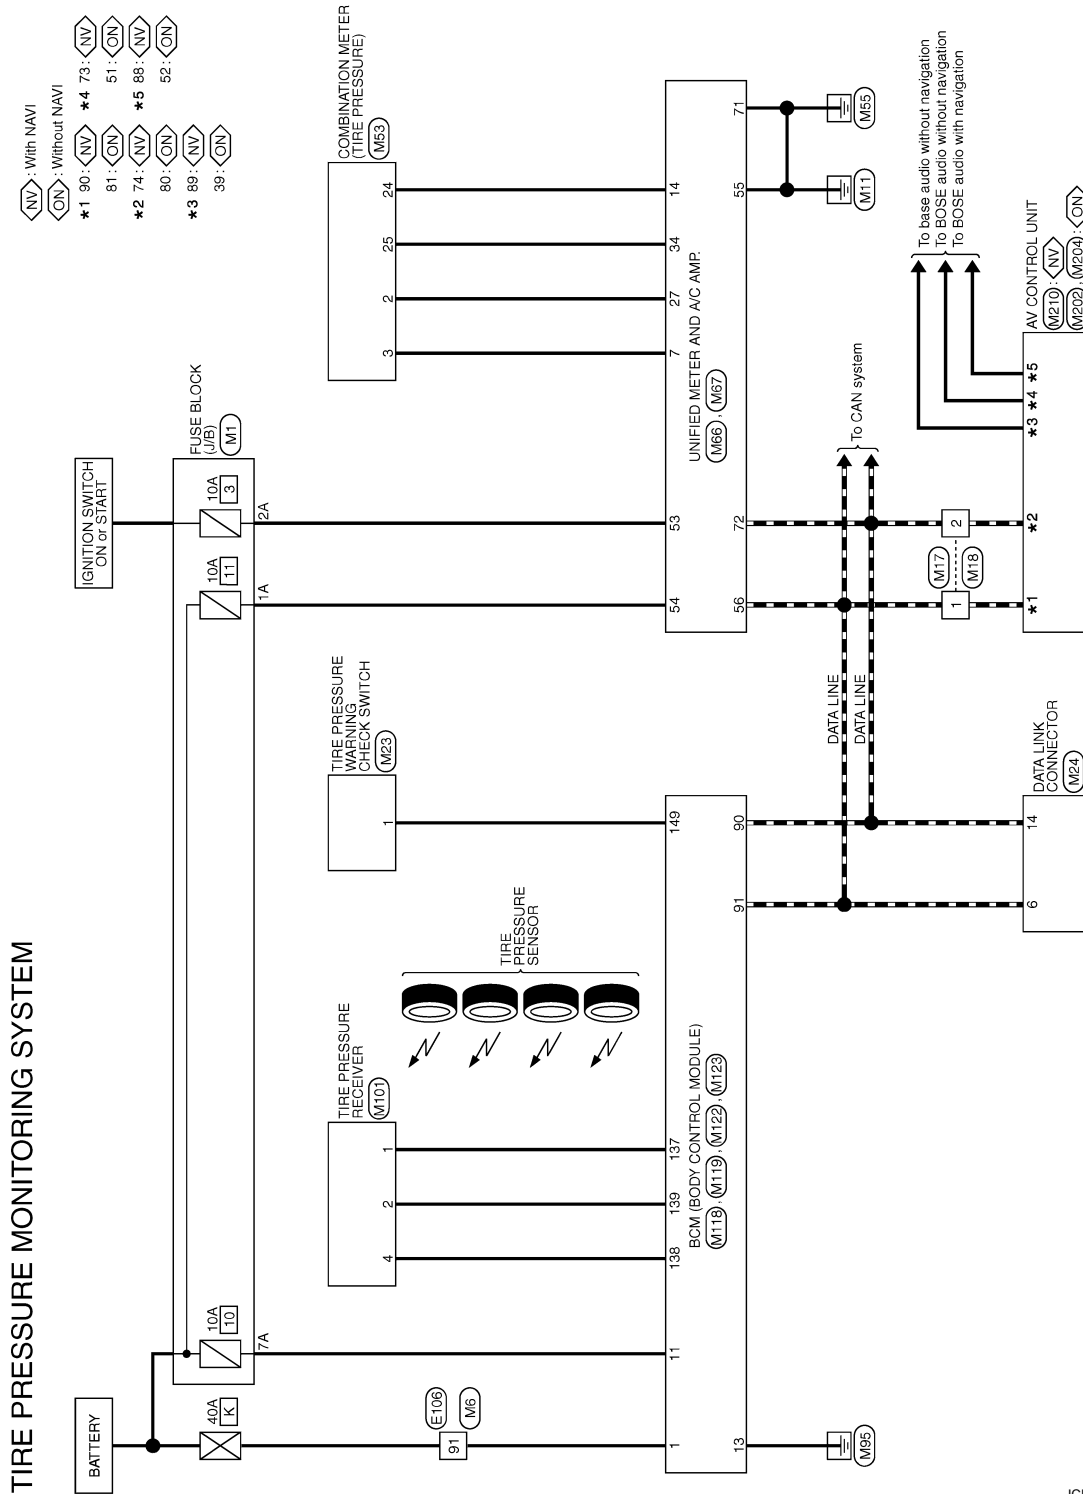 TIRE PRESSURE MONITORING SYSTEM
BATTERY
IGNITION SWITCH
ON or START
NV : With NAVI
ON : Without NAVI
*1 90 : NV
81 : ON
*2 74 : NV
80 : ON
*3 89 : NV
39 : ON
*4 73 : NV
51 : ON
*5 88 : NV
52 : ON
40A
K
10A
10
10A
11
10A
3
FUSE BLOCK
(J/B)
M1
7A
1A
2A
E106
91
M6
TIRE PRESSURE
RECEIVER
M101
4
2
1
TIRE
PRESSURE
SENSOR
TIRE PRESSURE
WARNING
CHECK SWITCH
M23
1
COMBINATION METER
(TIRE PRESSURE)
M53
3
2
25
24
1
11
138
139
137
149
BCM (BODY CONTROL MODULE)
M118 , M119 , M122 , M123
13
91
90
M95
54
53
7
27
34
14
UNIFIED METER AND A/C AMP.
M66 , M67
56
72
55
71
M11
M55
DATA LINE
DATA LINE
To CAN system
1
2
M17
M18
To base audio without navigation
To BOSE audio without navigation
To BOSE audio with navigation
6
14
DATA LINK
CONNECTOR
M24
*1
*2
*3
*4
*5
AV CONTROL UNIT
M210 : NV
M202 , M204 : ON